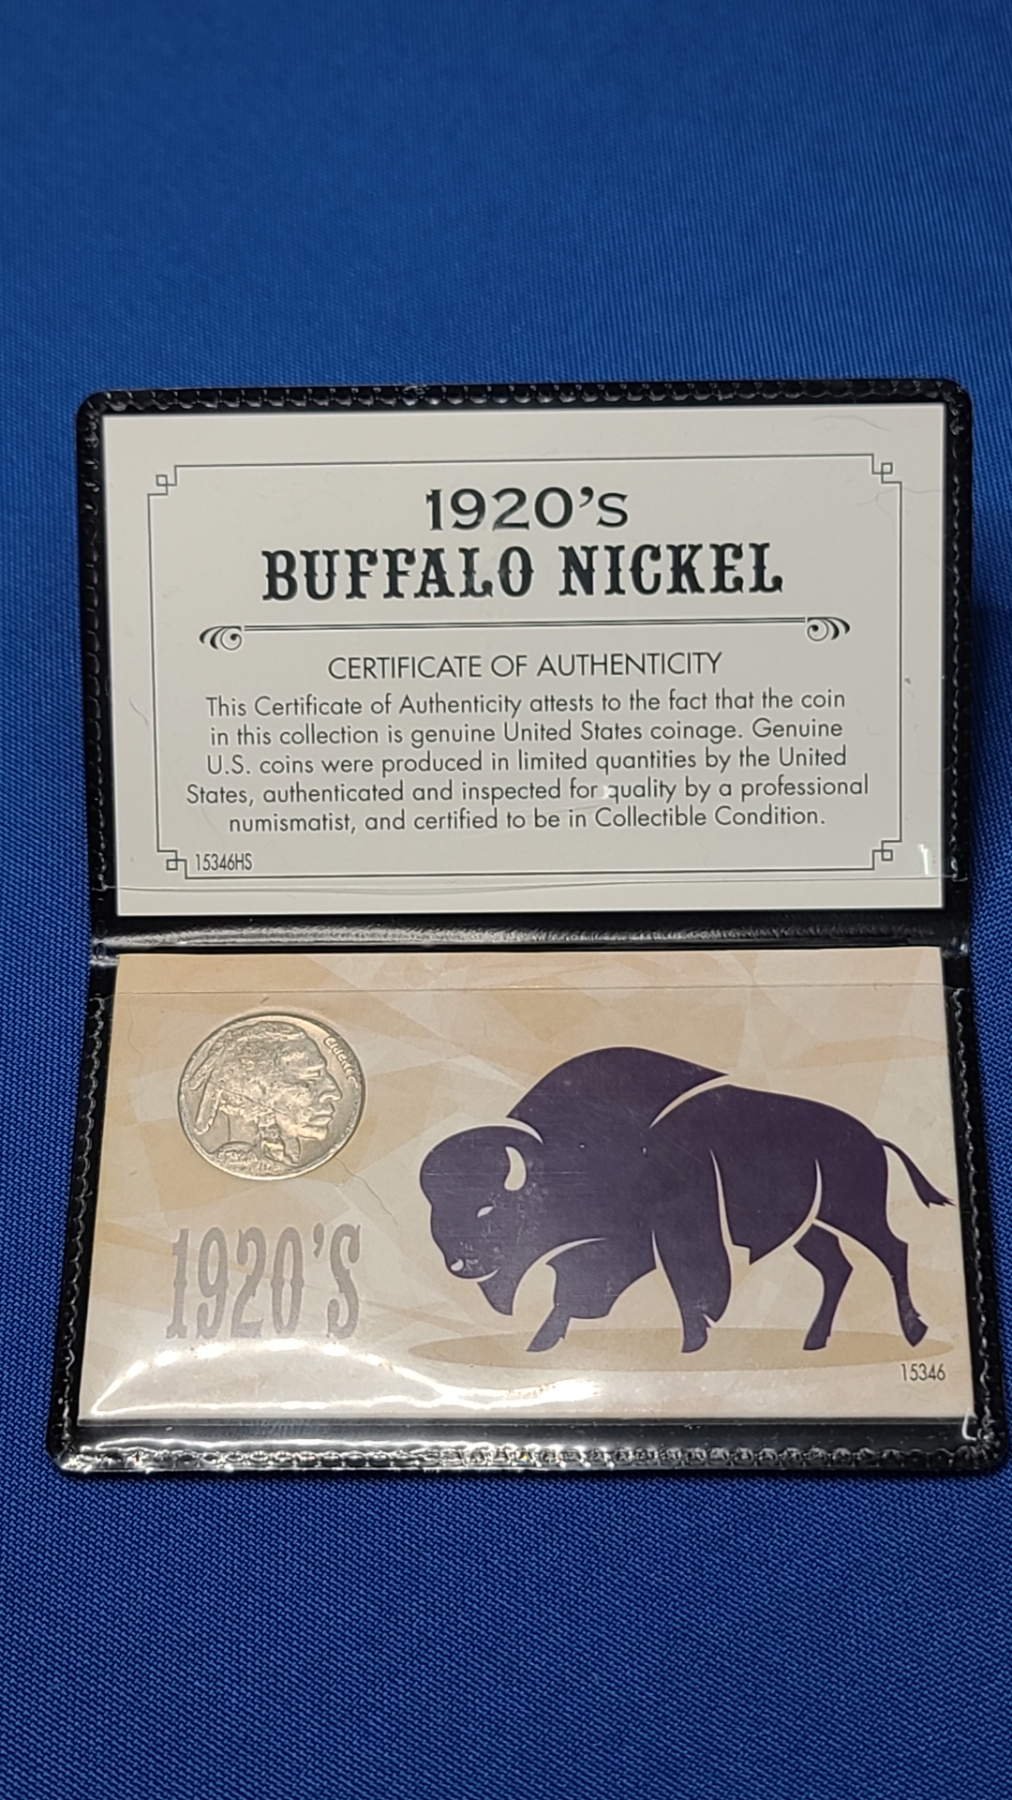 1920's
BUFFALO NICKEL
CERTIFICATE OF AUTHENTICITY
This Certificate of Authenticity attests to the fact that the coin
in this collection is genuine United States coinage. Genuine
U.S. coins were produced in limited quantities by the United
States, authenticated and inspected for quality by a professional
numismatist, and certified to be in Collectible Condition.
15346HS
LIBERTY
1920'S
15346